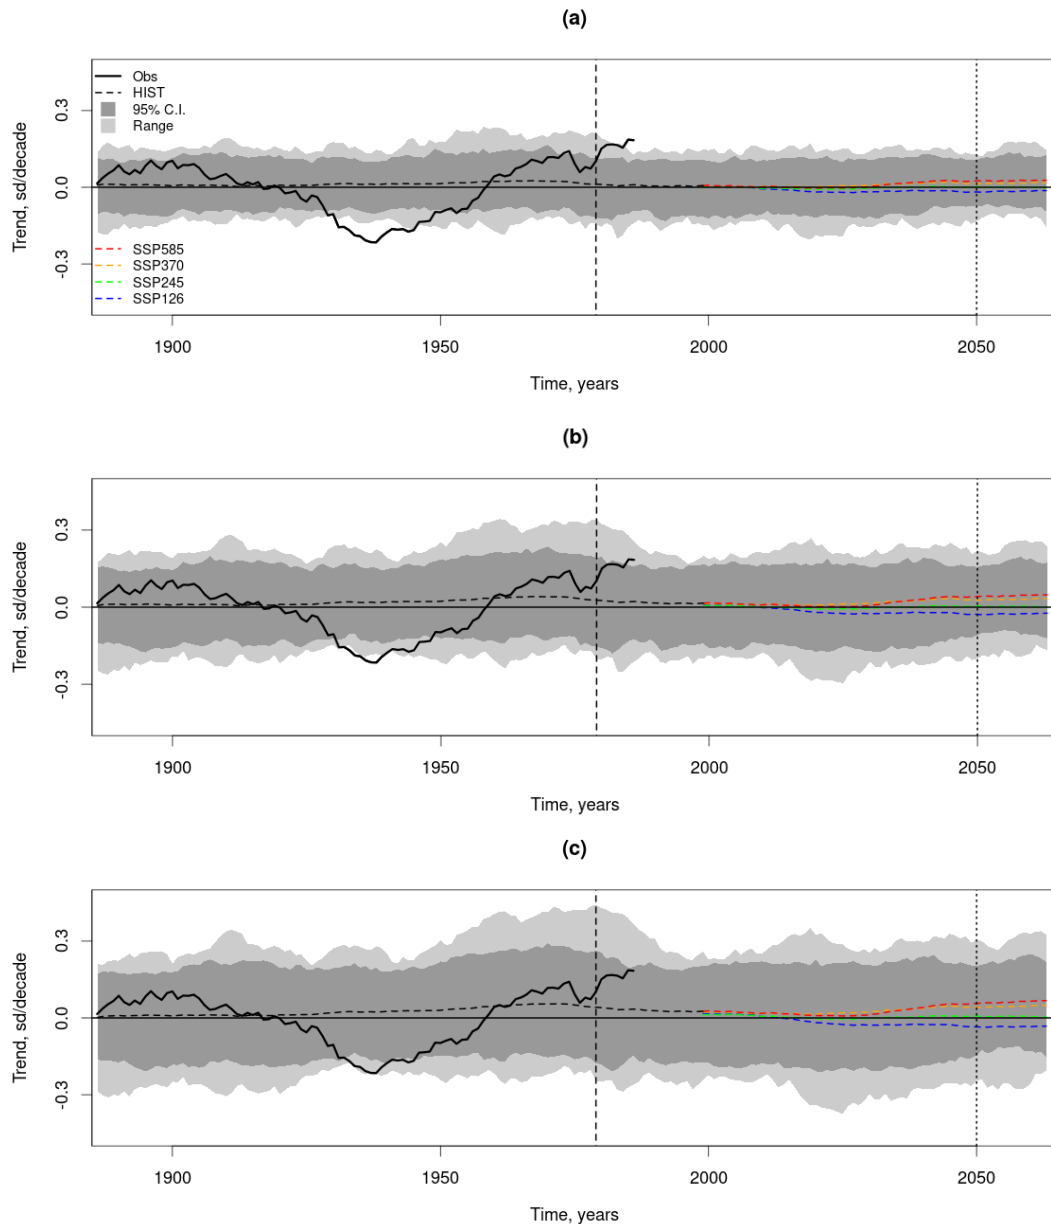 (a)
Trend, sd/decade
0.3
0.0
-0.3
Obs
HIST
95% C.I.
Range
SSP585
SSP370
SSP245
SSP126
1900
1950
2000
2050
Time, years
(b)
Trend, sd/decade
0.3
0.0
-0.3
1900
1950
2000
2050
Time, years
(c)
Trend, sd/decade
0.3
0.0
-0.3
1900
1950
2000
2050
Time, years